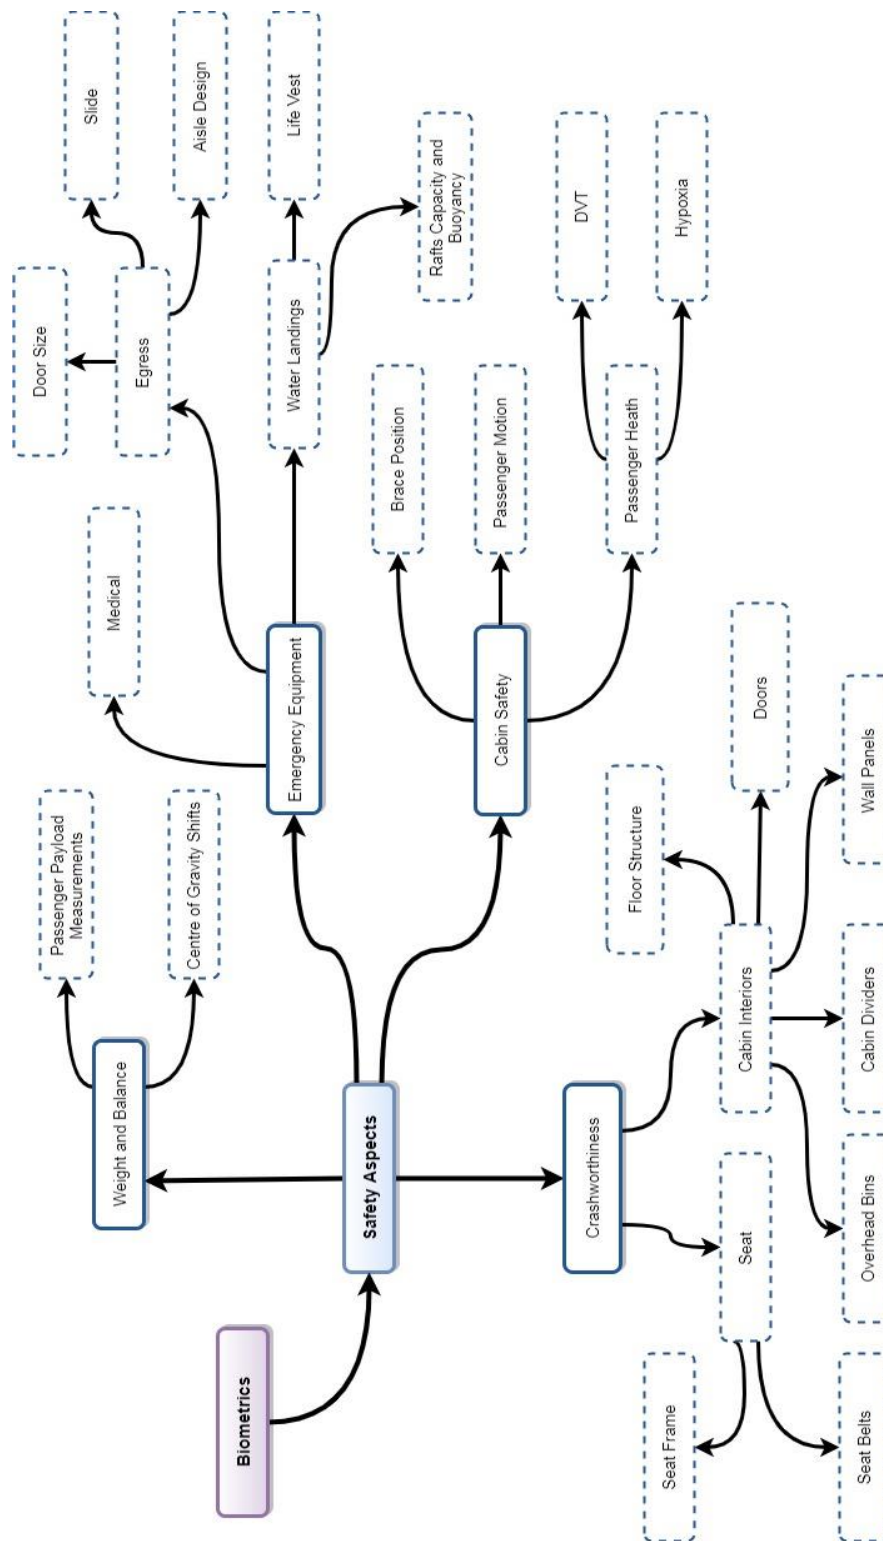 Biometrics
Safety Aspects
Weight and Balance
Passenger Payload
Measurements
Centre of Gravity Shifts
Emergency Equipment
Medical
Egress
Door Size
Slide
Aisle Design
Water Landings
Life Vest
Rafts Capacity and
Buoyancy
Cabin Safety
Brace Position
Passenger Motion
Passenger Heath
DVT
Hypoxia
Crashworthiness
Seat
Seat Frame
Seat Belts
Cabin Interiors
Floor Structure
Doors
Wall Panels
Cabin Dividers
Overhead Bins